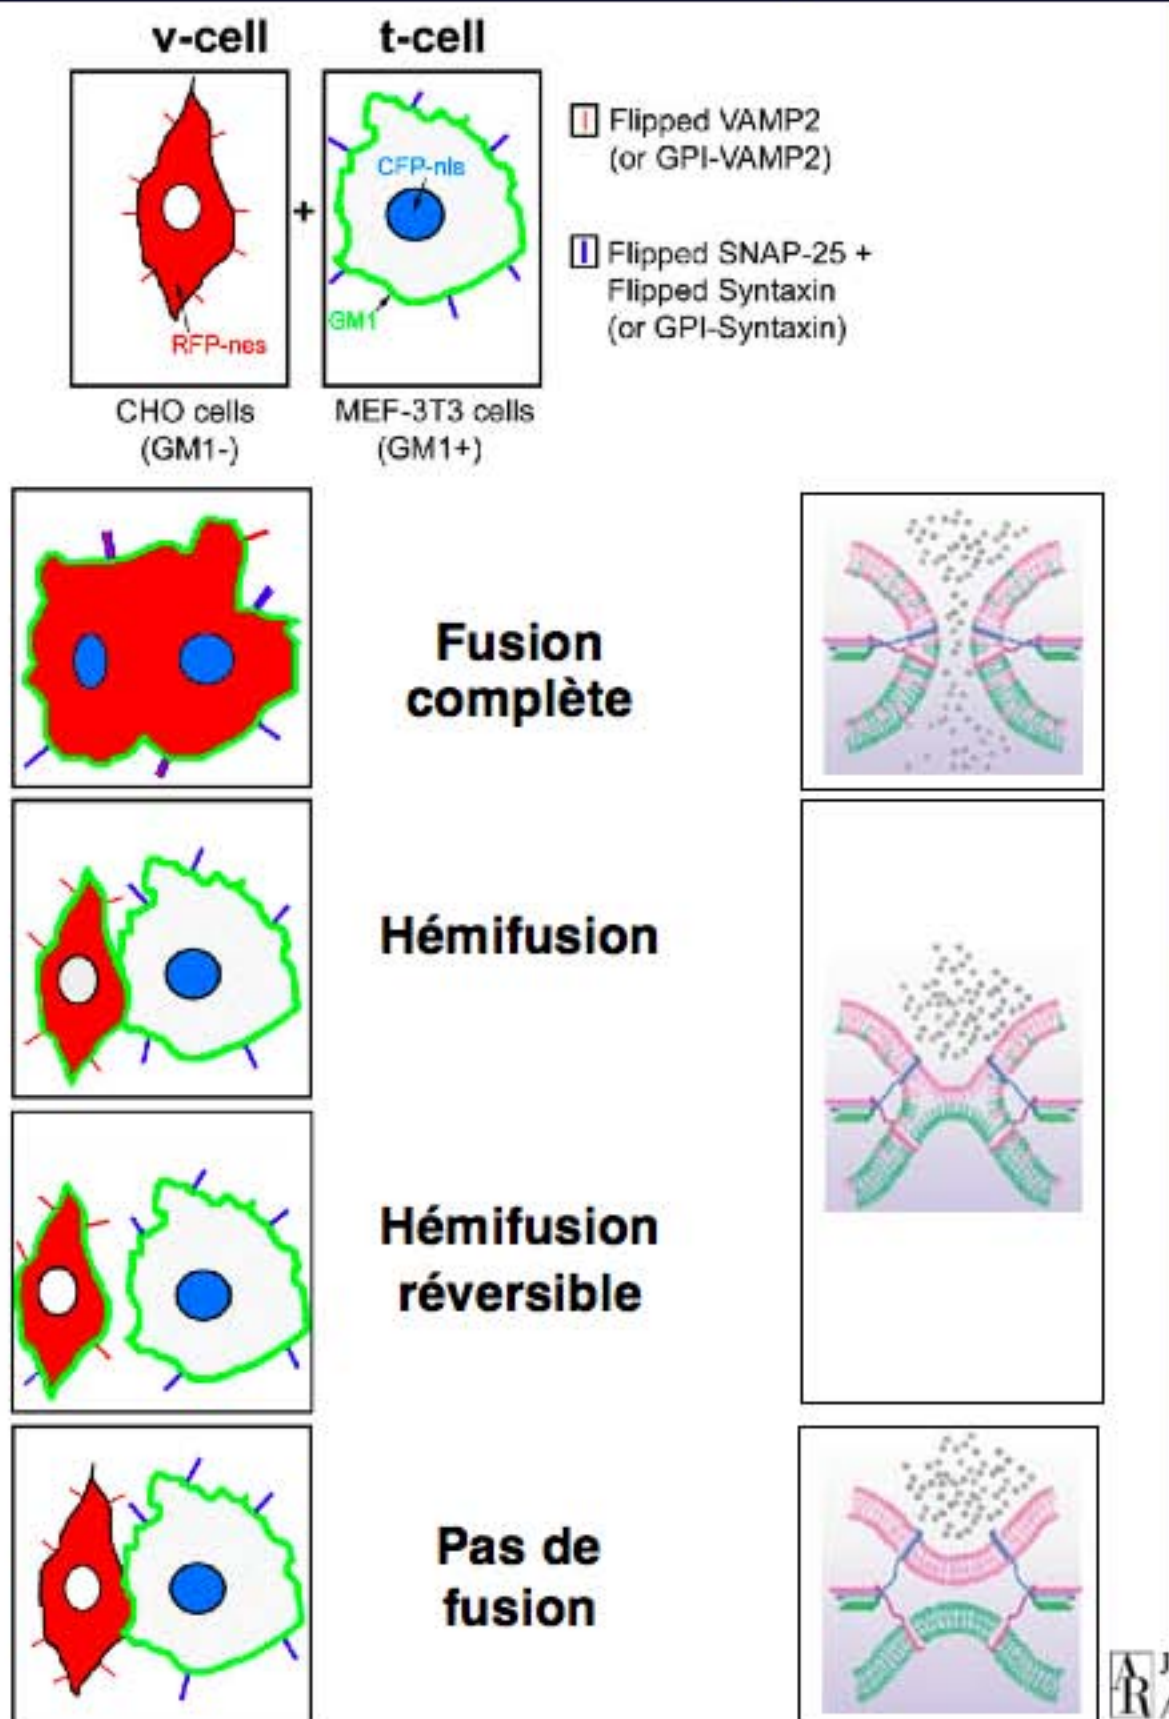 v-cell
t-cell
CFP-nls
GM1
RFP-nes
+
Flipped VAMP2
(or GPI-VAMP2)
Flipped SNAP-25 +
Flipped Syntaxin
(or GPI-Syntaxin)
CHO cells
(GM1-)
MEF-3T3 cells
(GM1+)
Fusion
complète
Hémifusion
Hémifusion
réversible
Pas de
fusion
AR